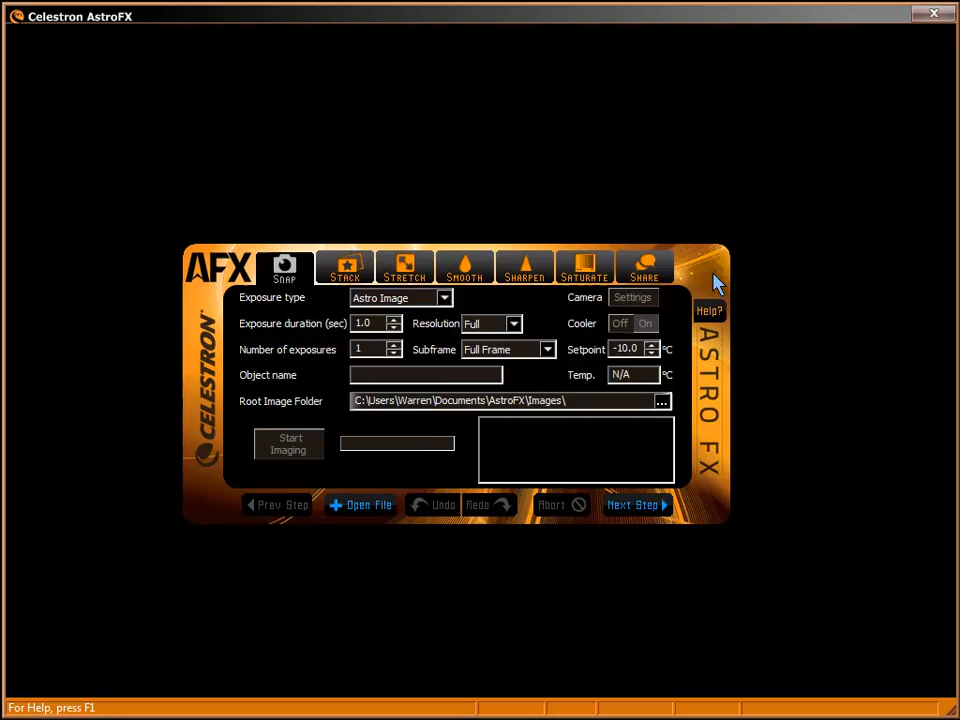 Celestron AstroFX
AFX
SNAP
STACK
STRETCH
SMOOTH
SHARPEN
SATURATE
SHARE
Exposure type
Astro Image
Camera
Settings
Help?
Exposure duration (sec)
1.0
Resolution
Full
Cooler
Off
On
Number of exposures
1
Subframe
Full Frame
Setpoint
-10.0
°C
Object name
Temp.
N/A
°C
Root Image Folder
C:\Users\Warren\Documents\AstroFX\Images\
...
Start
Imaging
CELESTRON
ASTRO FX
Prev Step
Open File
Undo
Redo
Abort
Next Step
For Help, press F1